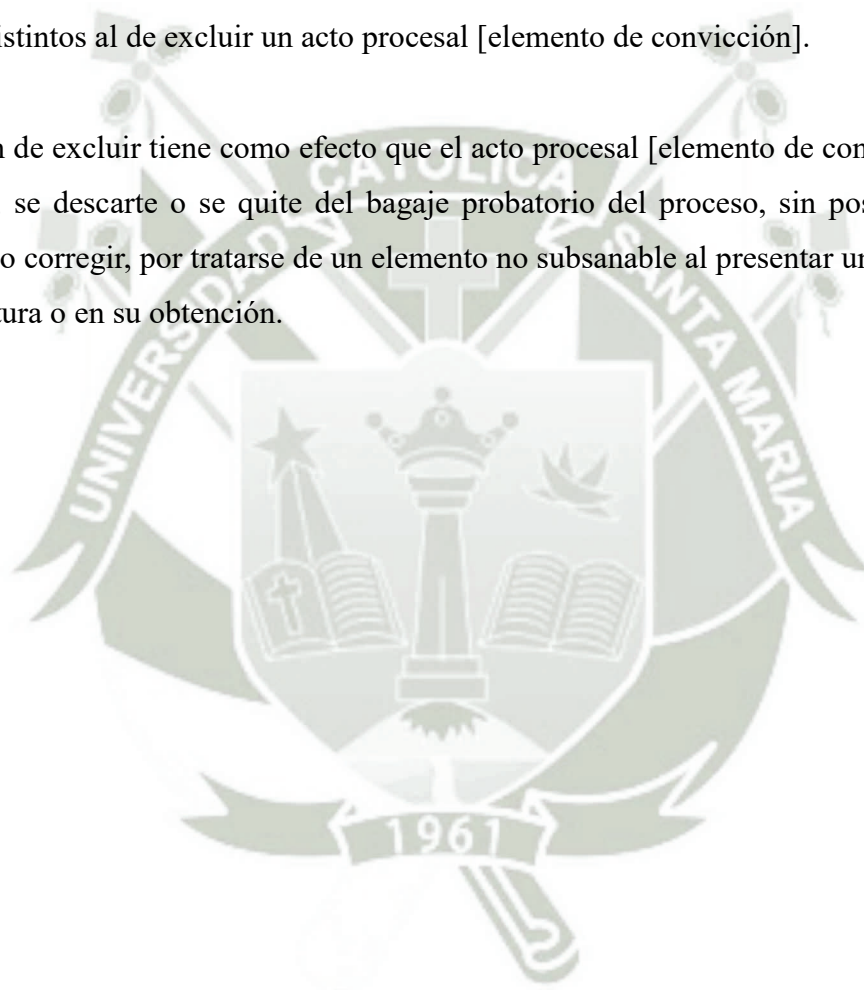 istintos al de excluir un acto procesal [elemento de convicción].
n de excluir tiene como efecto que el acto procesal [elemento de con
se descarte o se quite del bagaje probatorio del proceso, sin pos
o corregir, por tratarse de un elemento no subsanable al presentar un
tura o en su obtención.
UNIVERSIDAD CATOLICA SANTA MARIA
1961